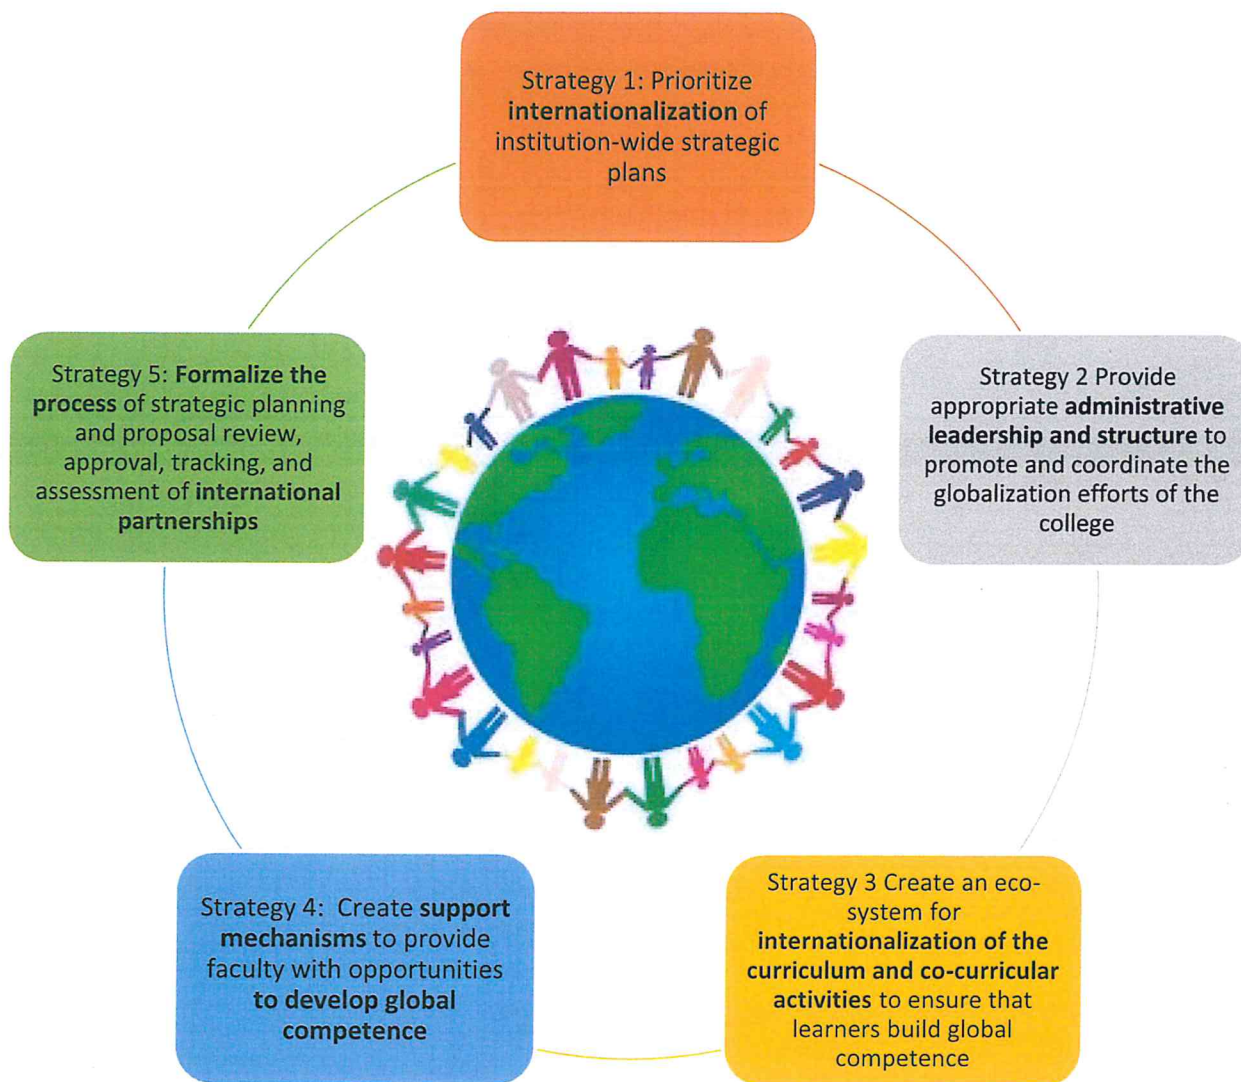 Strategy 1: Prioritize
internationalization of
institution-wide strategic
plans
Strategy 2 Provide
appropriate administrative
leadership and structure to
promote and coordinate the
globalization efforts of the
college
Strategy 3 Create an eco-
system for
internationalization of the
curriculum and co-curricular
activities to ensure that
learners build global
competence
Strategy 4: Create support
mechanisms to provide
faculty with opportunities
to develop global
competence
Strategy 5: Formalize the
process of strategic planning
and proposal review,
approval, tracking, and
assessment of international
partnerships